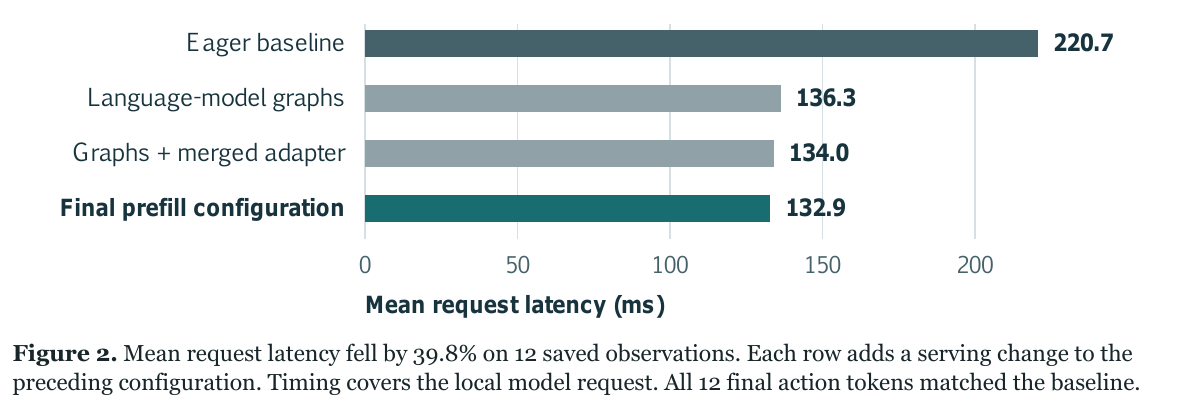 Eager baseline 220.7
Language-model graphs 136.3
Graphs + merged adapter 134.0
Final prefill configuration 132.9
0 50 100 150 200
Mean request latency (ms)
Figure 2. Mean request latency fell by 39.8% on 12 saved observations. Each row adds a serving change to the
preceding configuration. Timing covers the local model request. All 12 final action tokens matched the baseline.